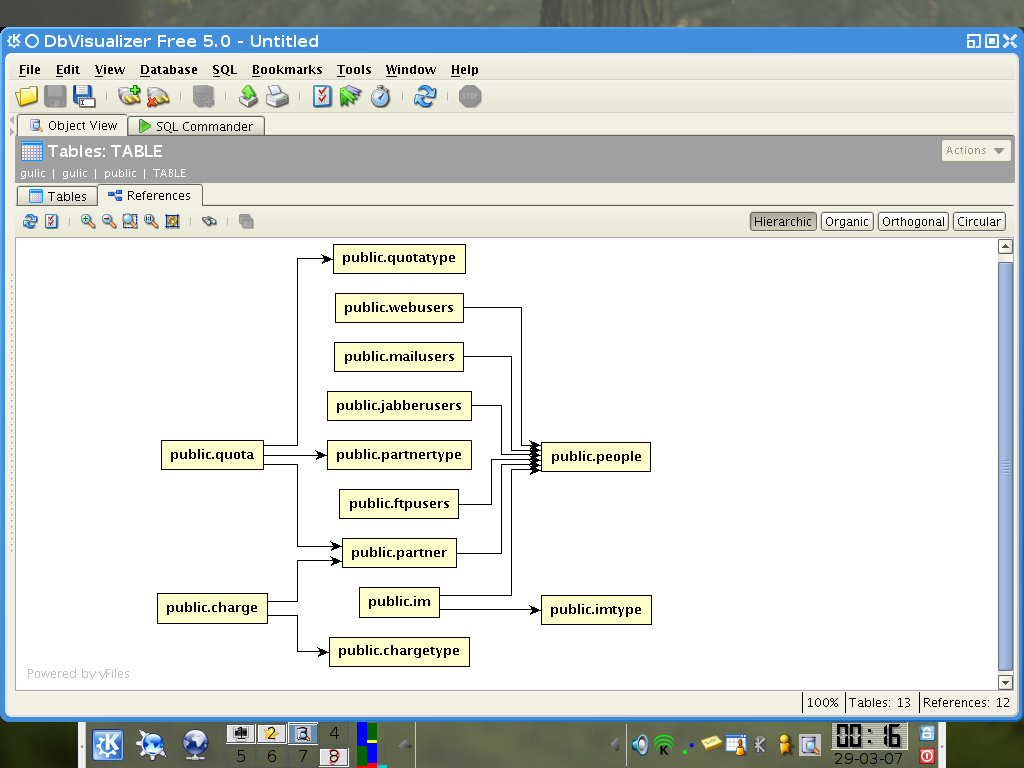 DbVisualizer Free 5.0 - Untitled
File Edit View Database SQL Bookmarks Tools Window Help
STOP
Object View SQL Commander
Tables: TABLE Actions
gulic | gulic | public | TABLE
Tables References
Hierarchic Organic Orthogonal Circular
public.quotatype
public.webusers
public.mailusers
public.jabberusers
public.quota public.partnertype public.people
public.ftpusers
public.partner
public.charge public.im public.imtype
public.chargetype
Powered by yFiles
100% Tables: 13 References: 12
2 3 4
5 6 7 8
00:16
29-03-07